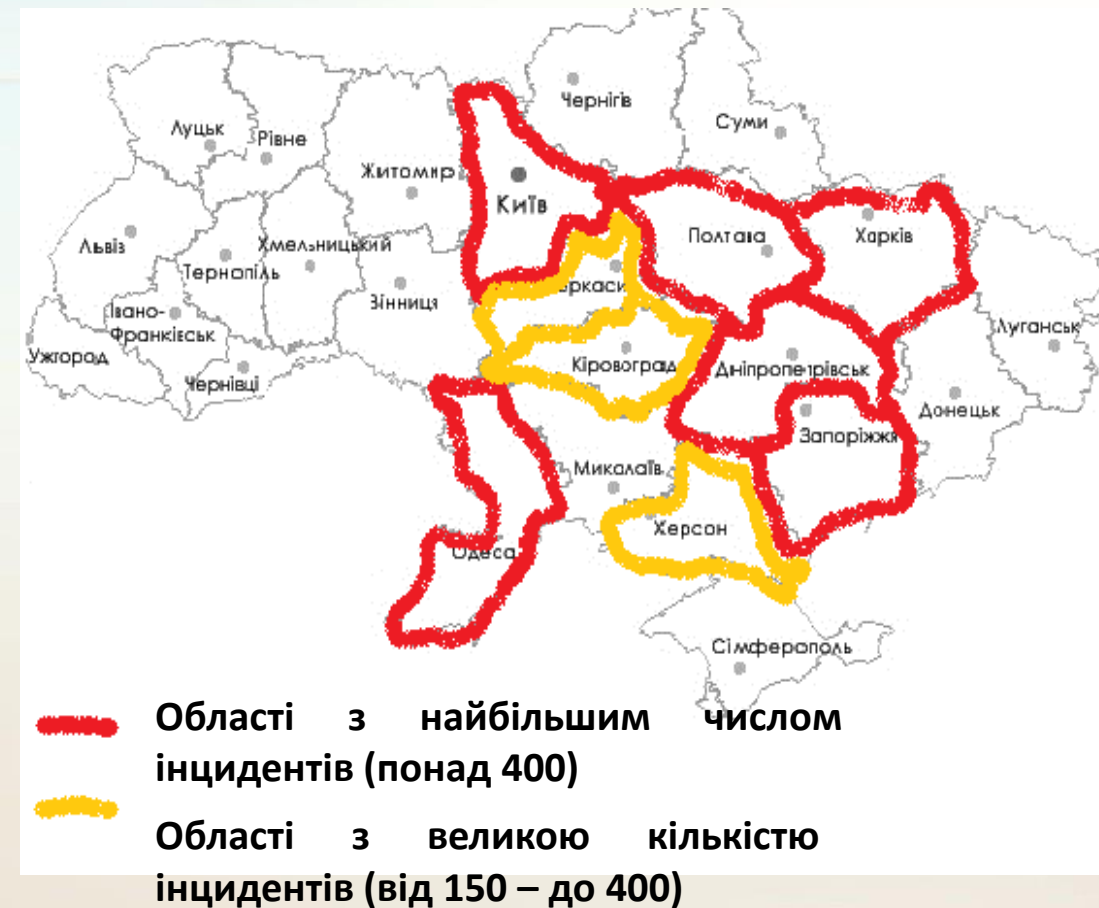 Чернігів
Суми
Луцьк
Рівне
Житомир
Київ
Львів
Хмельницький
Тернопіль
Полтава
Харків
Вінниця
Івано-
Франківськ
Ужгород
Чернівці
Кіровоград
Дніпропетрівськ
Луганськ
Донецьк
Запоріжжя
Миколаїв
Херсон
Одеса
Сімферополь
Області з найбільшим числом
інцидентів (понад 400)
Області з великою кількістю
інцидентів (від 150 – до 400)